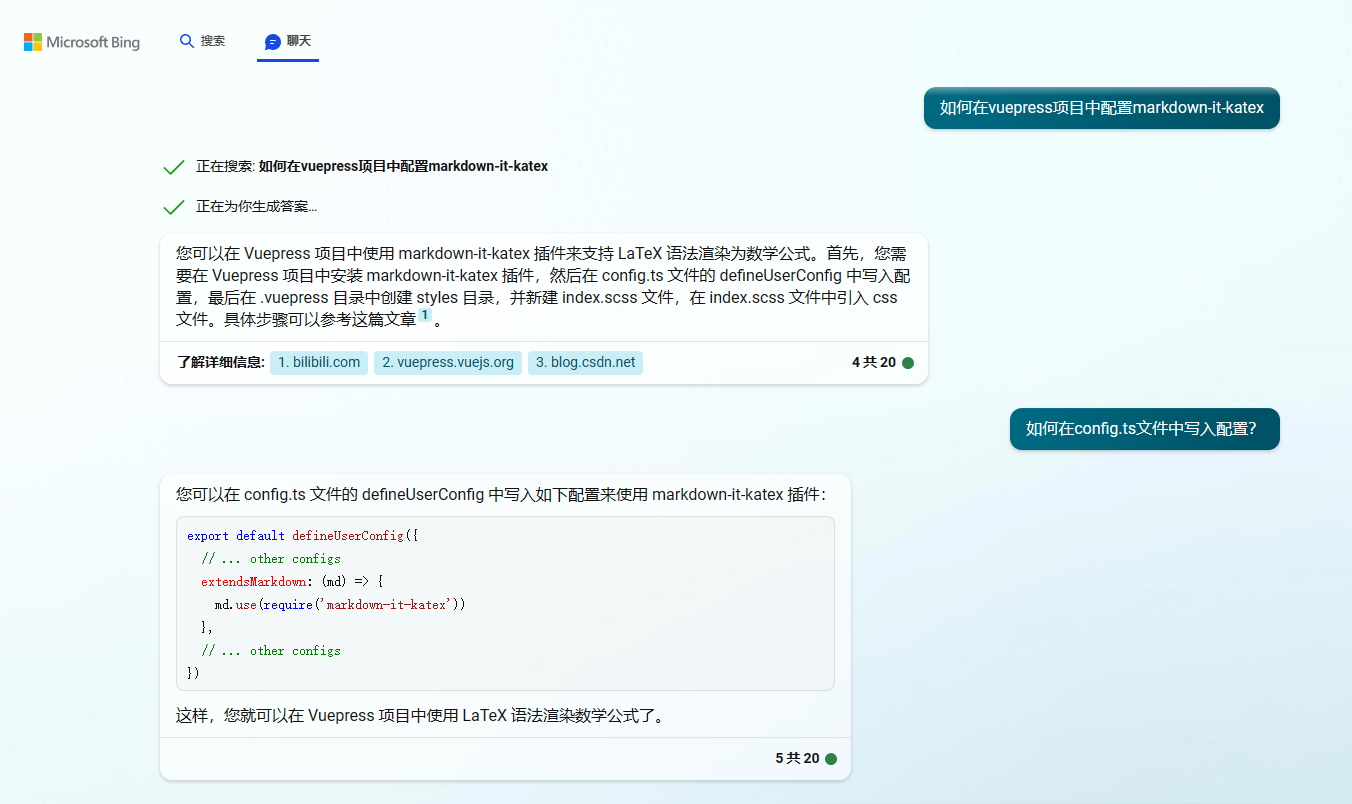 Microsoft Bing
搜索
聊天
如何在vuepress项目中配置markdown-it-katex
正在搜索: 如何在vuepress项目中配置markdown-it-katex
正在为你生成答案...
您可以在 Vuepress 项目中使用 markdown-it-katex 插件来支持 LaTeX 语法渲染为数学公式。首先，您需
要在 Vuepress 项目中安装 markdown-it-katex 插件，然后在 config.ts 文件的 defineUserConfig 中写入配
置，最后在 .vuepress 目录中创建 styles 目录，并新建 index.scss 文件，在 index.scss 文件中引入 css
文件。具体步骤可以参考这篇文章 1 。
了解详细信息: 1. bilibili.com 2. vuepress.vuejs.org 3. blog.csdn.net 4 共 20
如何在config.ts文件中写入配置？
您可以在 config.ts 文件的 defineUserConfig 中写入如下配置来使用 markdown-it-katex 插件：
export default defineUserConfig({
// ... other configs
extendsMarkdown: (md) => {
md.use(require('markdown-it-katex'))
},
// ... other configs
})
这样，您就可以在 Vuepress 项目中使用 LaTeX 语法渲染数学公式了。
5 共 20